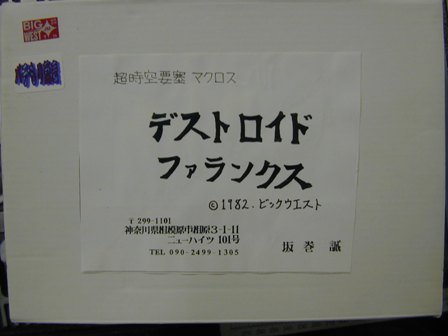 BIG WEST
超時空要塞 マクロス
デストロイド
ファランクス
©1982.ビックウエスト
〒299-1101
神奈川県相模原市相原3-1-11
ニューハイツ 101号
TEL 090-2499-1305
坂巻 誠